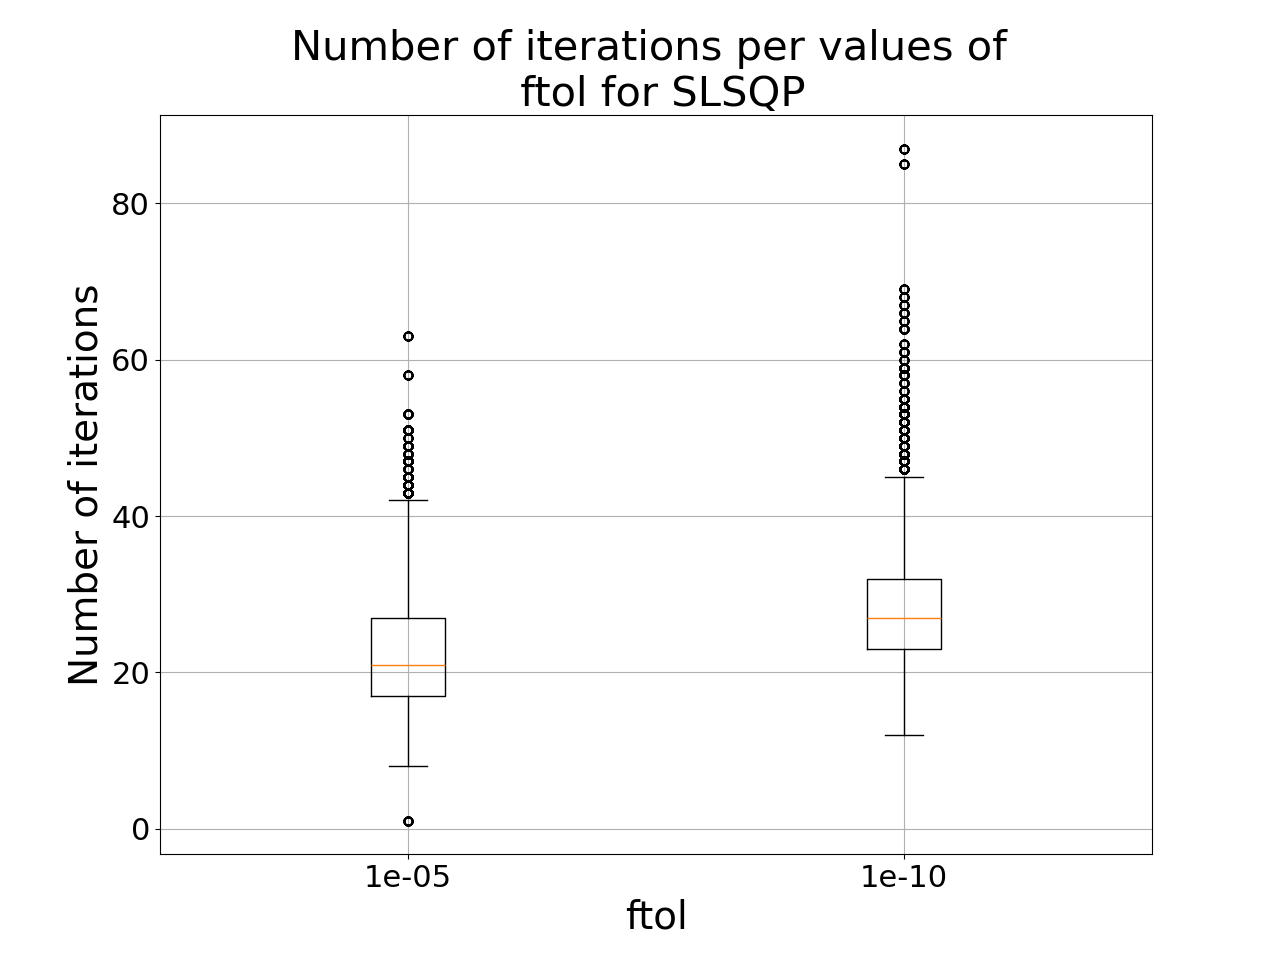 Number of iterations per values of
ftol for SLSQP
Number of iterations
80
60
40
20
0
1e-05
1e-10
ftol